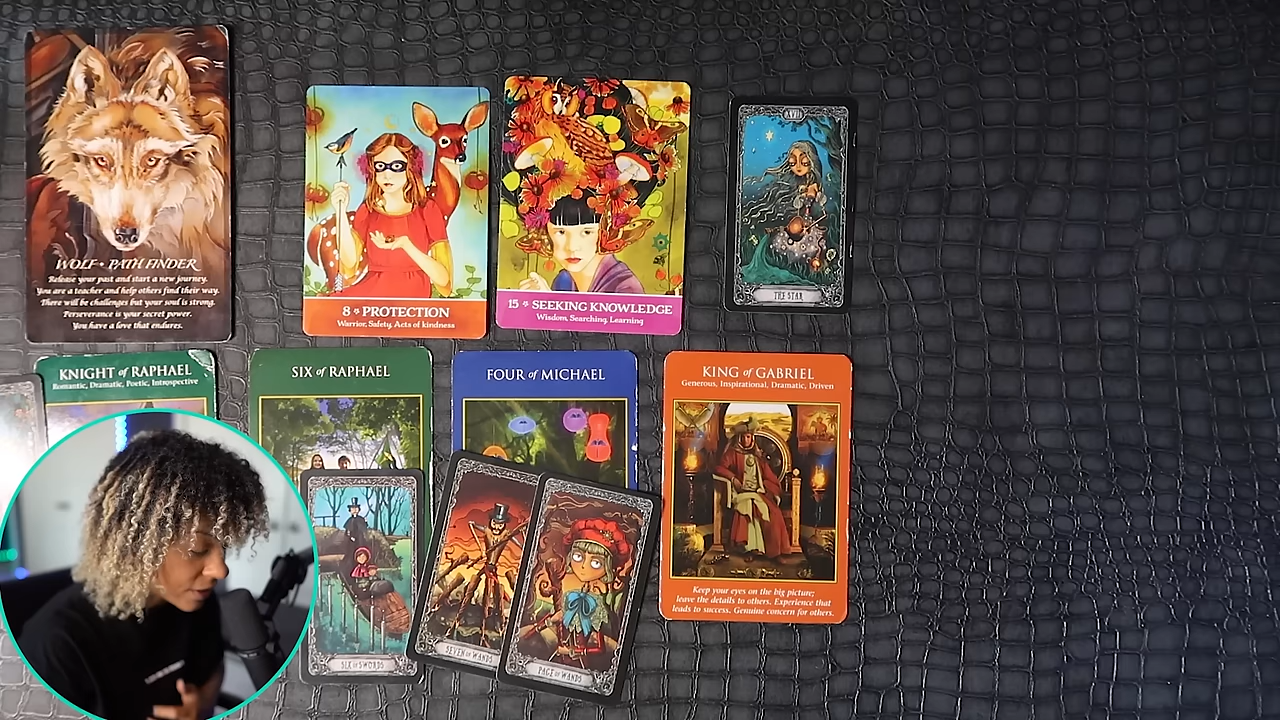 WOLF • PATH FINDER
Release your past and start a new journey.
You are a teacher and help others find their way.
There will be challenges but your soul is strong.
Perseverance is your secret power.
You have a love that endures.
8 PROTECTION
Warrior, Safety, Acts of kindness
15 SEEKING KNOWLEDGE
Wisdom, Searching, Learning
XVII
THE STAR
KNIGHT of RAPHAEL
Romantic, Dramatic, Poetic, Introspective
SIX of RAPHAEL
FOUR of MICHAEL
KING of GABRIEL
Generous, Inspirational, Dramatic, Driven
Keep your eyes on the big picture;
leave the details to others. Experience that
leads to success. Genuine concern for others.
SIX OF SWORDS
SEVEN OF WANDS
PAGE OF WANDS